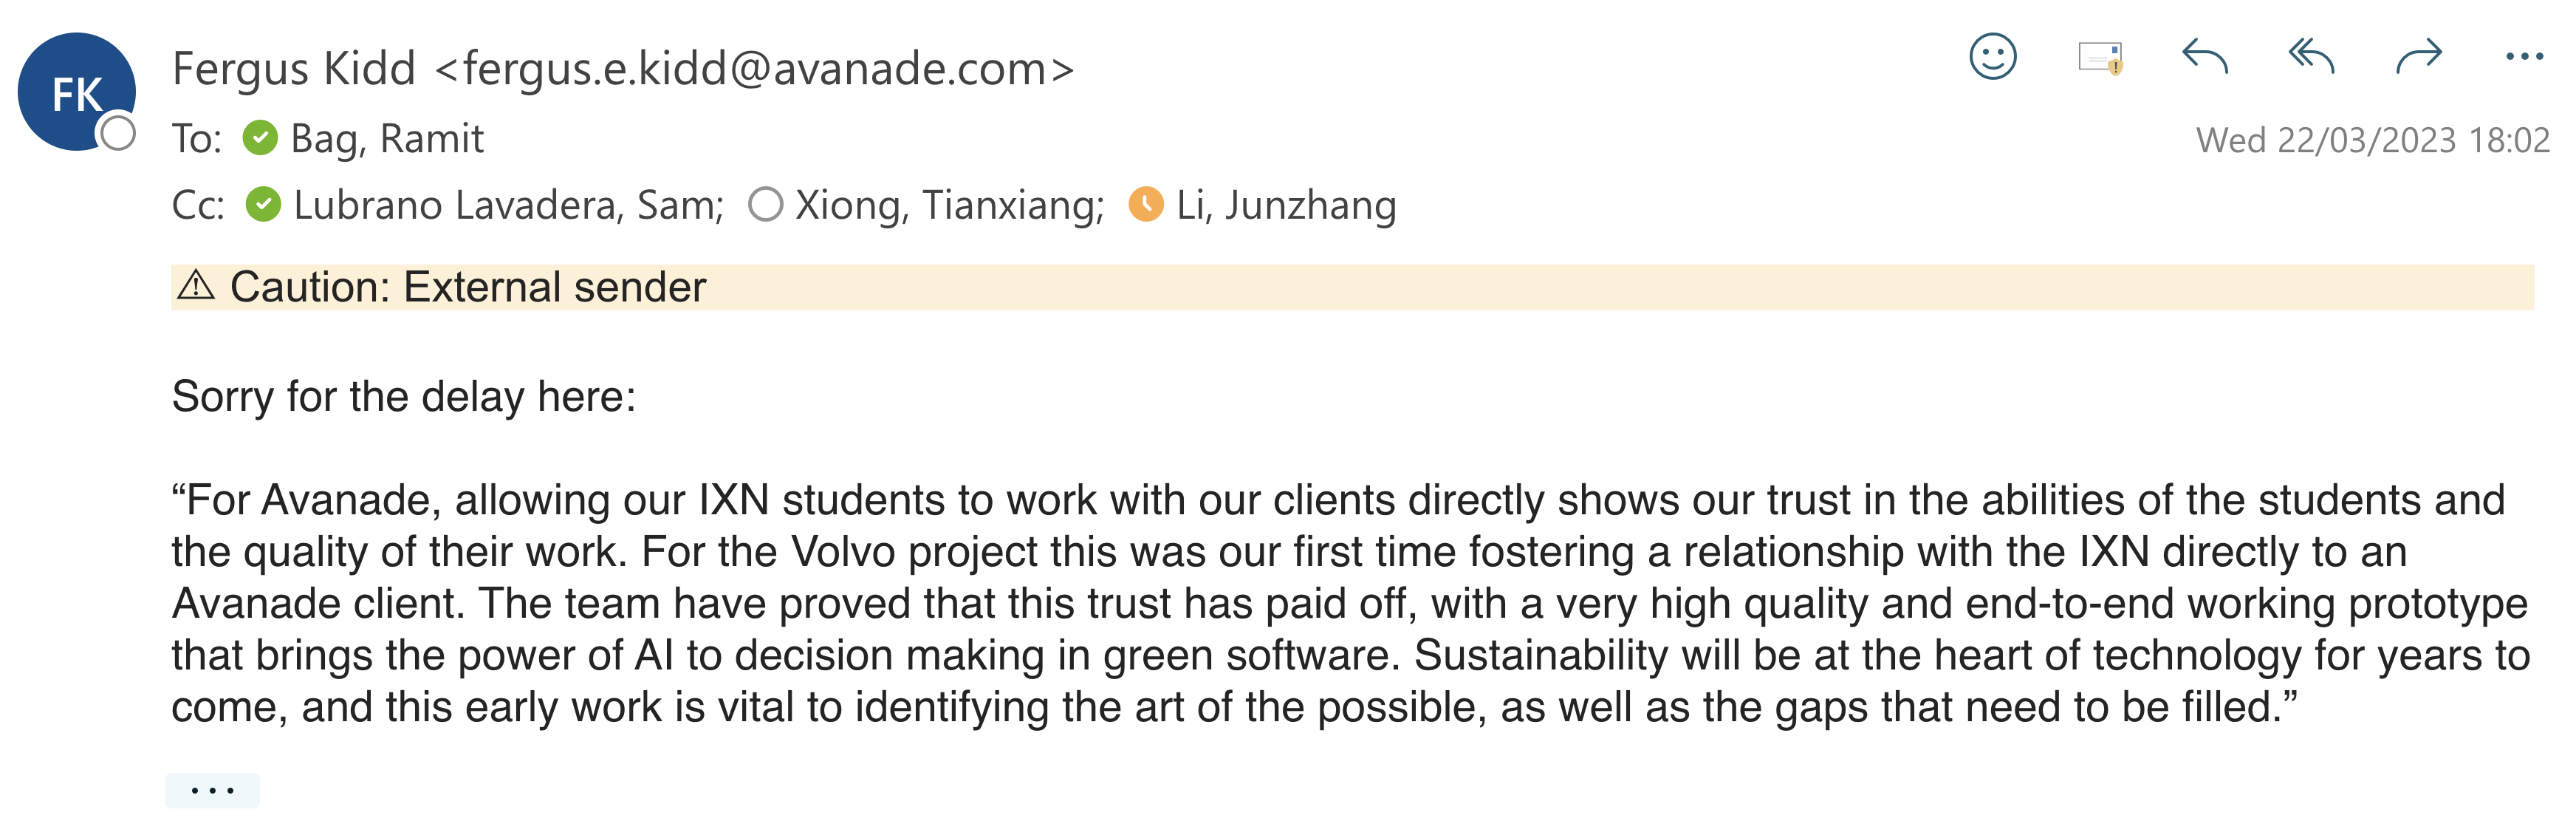 FK
Fergus Kidd <fergus.e.kidd@avanade.com>
To: Bag, Ramit
Wed 22/03/2023 18:02
Cc: Lubrano Lavadera, Sam; Xiong, Tianxiang; Li, Junzhang
⚠ Caution: External sender
Sorry for the delay here:
“For Avanade, allowing our IXN students to work with our clients directly shows our trust in the abilities of the students and
the quality of their work. For the Volvo project this was our first time fostering a relationship with the IXN directly to an
Avanade client. The team have proved that this trust has paid off, with a very high quality and end-to-end working prototype
that brings the power of AI to decision making in green software. Sustainability will be at the heart of technology for years to
come, and this early work is vital to identifying the art of the possible, as well as the gaps that need to be filled.”